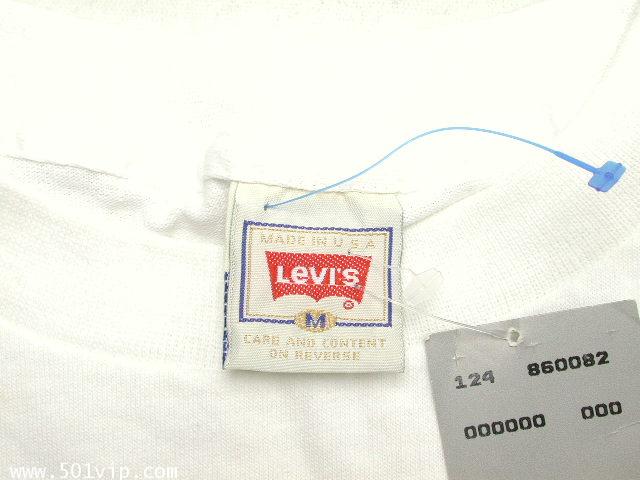 MADE IN U S A
LEVI'S
®
M
CARE AND CONTENT
ON REVERSE
124 860082
000000 000
www.501vip.com